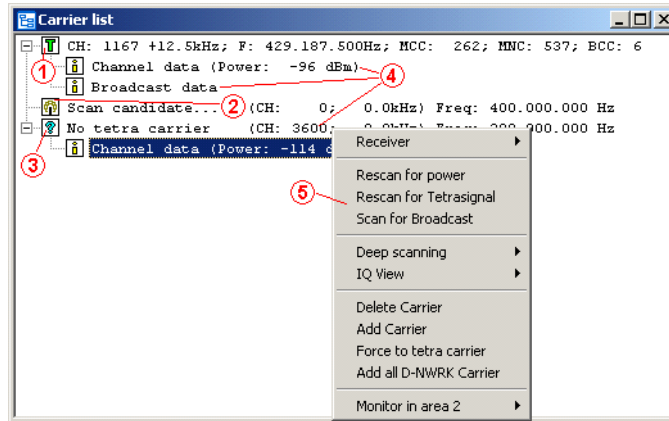 Carrier list
CH: 1167 +12.5kHz; F: 429.187.500Hz; MCC: 262; MNC: 537; BCC: 6
1
Channel data (Power: -96 dBm)
4
Broadcast data
Scan candidate... (CH: 0; 0.0kHz) Freq: 400.000.000 Hz
2
No tetra carrier (CH: 3600; 000 Hz
3
Channel data (Power: -114 d
5
Receiver
Rescan for power
Rescan for Tetrasignal
Scan for Broadcast
Deep scanning
IQ View
Delete Carrier
Add Carrier
Force to tetra carrier
Add all D-NWRK Carrier
Monitor in area 2